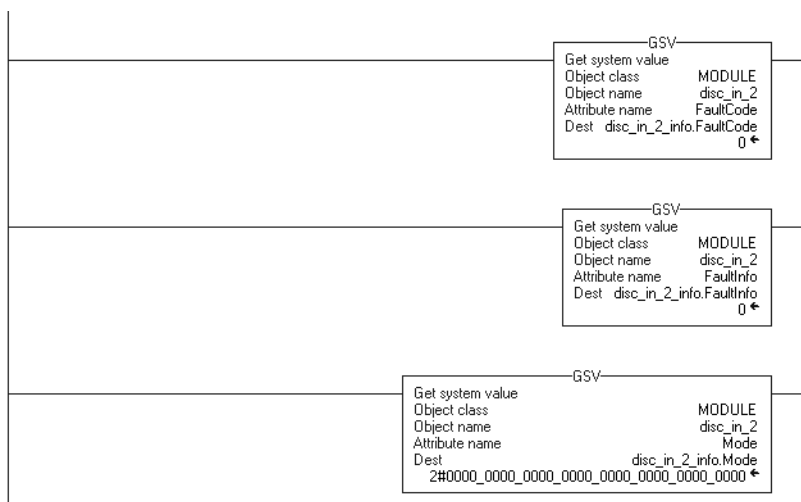 GSV
Get system value
Object class MODULE
Object name disc_in_2
Attribute name FaultCode
Dest disc_in_2_info.FaultCode
0
GSV
Get system value
Object class MODULE
Object name disc_in_2
Attribute name FaultInfo
Dest disc_in_2_info.FaultInfo
0
GSV
Get system value
Object class MODULE
Object name disc_in_2
Attribute name Mode
Dest disc_in_2_info.Mode
2#0000_0000_0000_0000_0000_0000_0000_0000